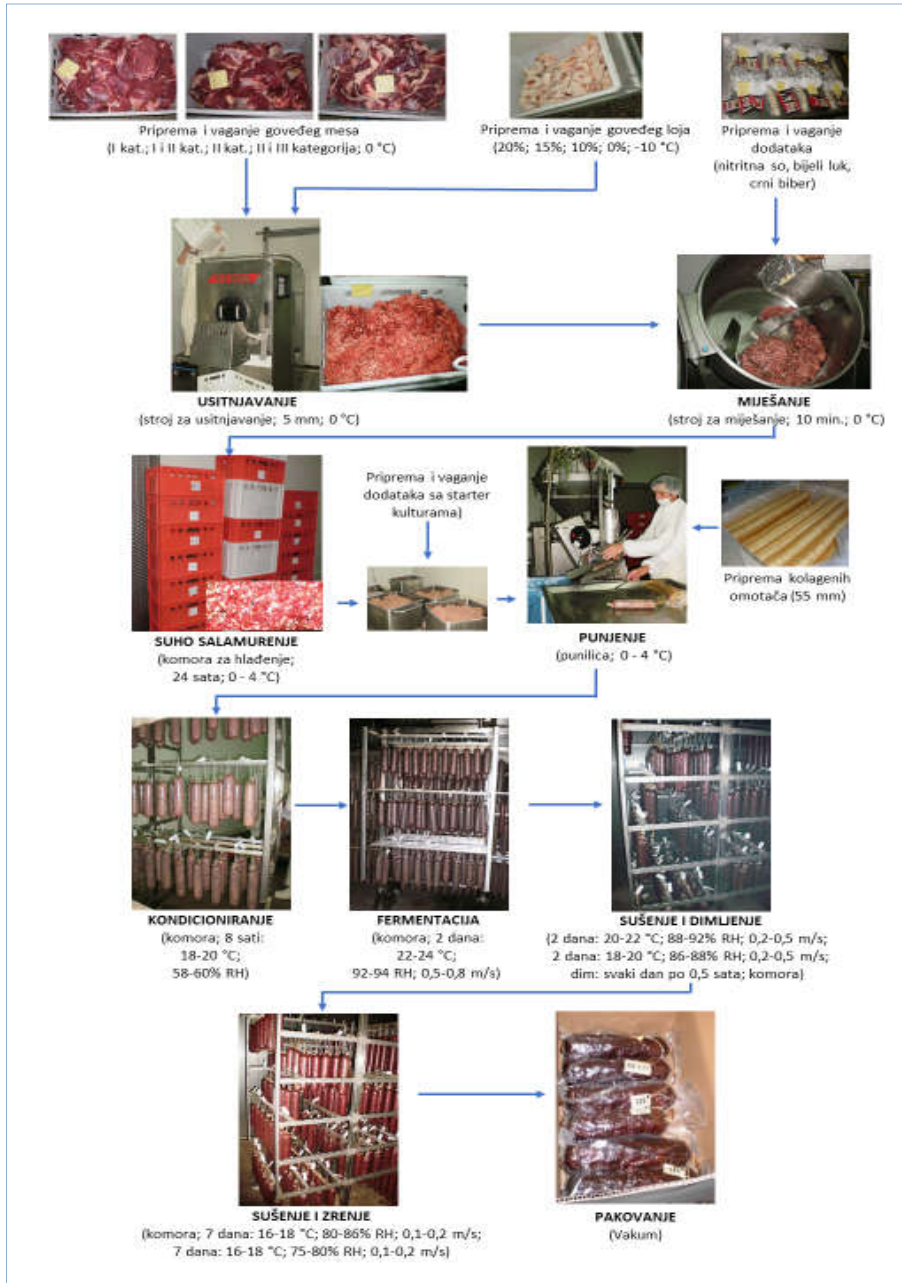 Priprema i vaganje goveđeg mesa
(I kat.; I i II kat.; II kat.; II i III kategorija; 0 °C)
Priprema i vaganje goveđeg loja
(20%; 15%; 10%; 0%; -10 °C)
Priprema i vaganje
dodataka
(nitritna so, bijeli luk,
crni biber)
USITNJAVANJE
(stroj za usitnjavanje; 5 mm; 0 °C)
MIJEŠANJE
(stroj za miješanje; 10 min.; 0 °C)
SUHO SALAMURENJE
(komora za hlađenje;
24 sata; 0 - 4 °C)
Priprema i vaganje
dodataka sa starter
kulturama)
PUNJENJE
(punilica; 0 - 4 °C)
Priprema kolagenih
omotača (55 mm)
KONDICIONIRANJE
(komora; 8 sati:
18-20 °C;
58-60% RH)
FERMENTACIJA
(komora; 2 dana:
22-24 °C;
92-94 RH; 0,5-0,8 m/s)
SUŠENJE I DIMLJENJE
(2 dana: 20-22 °C; 88-92% RH; 0,2-0,5 m/s;
2 dana: 18-20 °C; 86-88% RH; 0,2-0,5 m/s;
dim: svaki dan po 0,5 sata; komora)
SUŠENJE I ZRENJE
(komora; 7 dana: 16-18 °C; 80-86% RH; 0,1-0,2 m/s;
7 dana: 16-18 °C; 75-80% RH; 0,1-0,2 m/s)
PAKOVANJE
(Vakum)